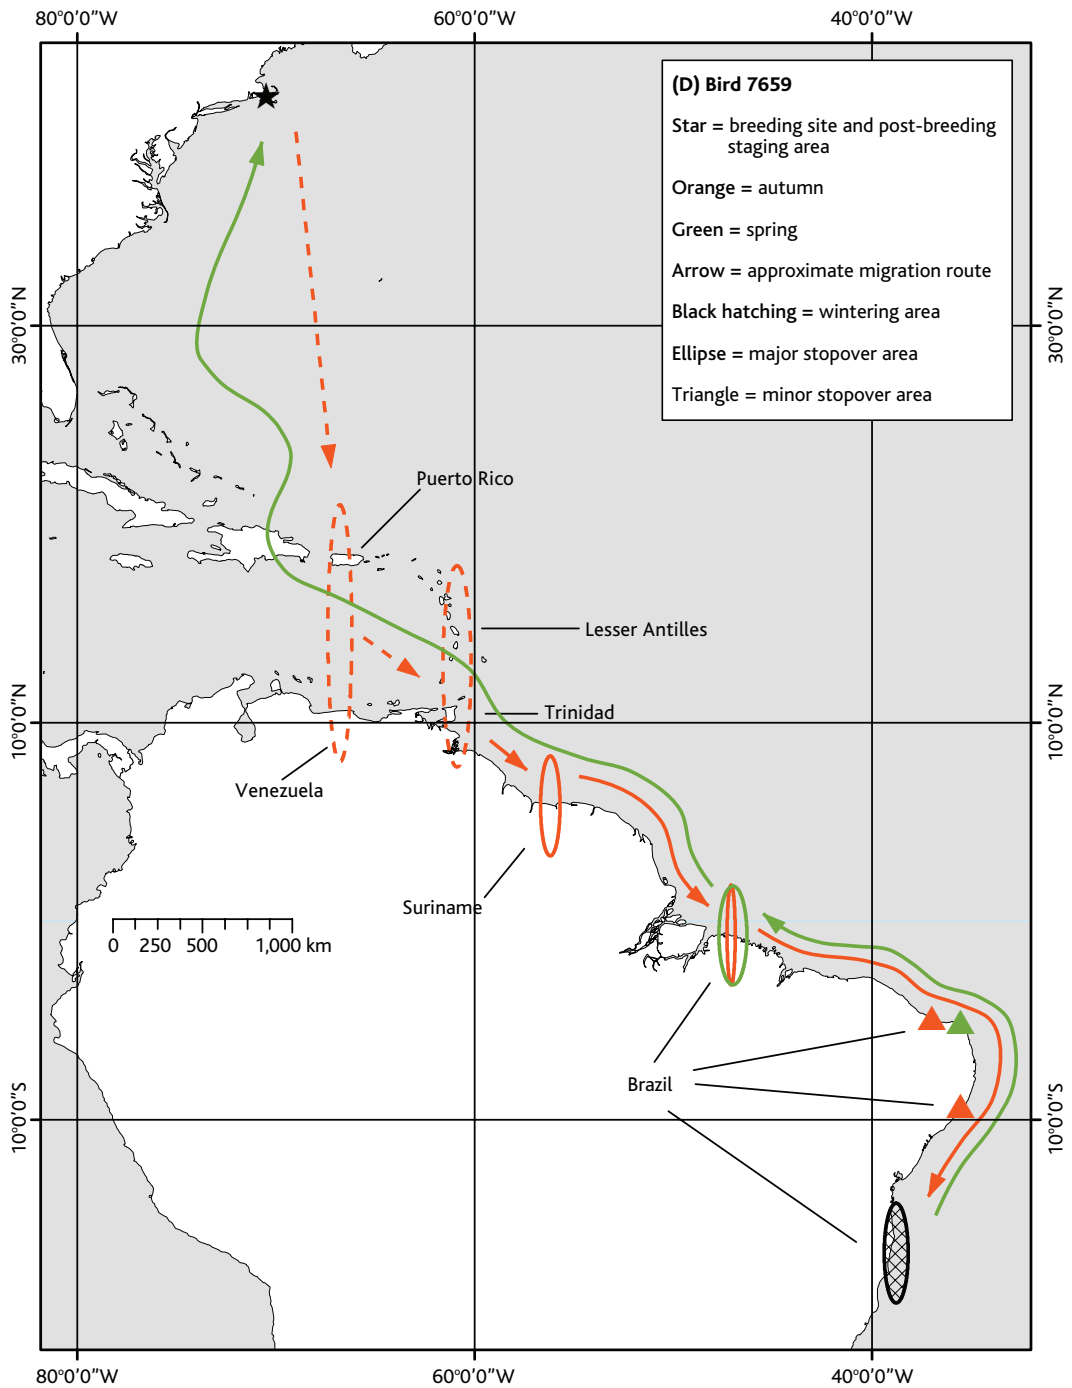 80°0'0"W 60°0'0"W 40°0'0"W
(D) Bird 7659
Star = breeding site and post-breeding
staging area
Orange = autumn
Green = spring
Arrow = approximate migration route
Black hatching = wintering area
Ellipse = major stopover area
Triangle = minor stopover area
30°0'0"N 30°0'0"N
Puerto Rico
Lesser Antilles
Trinidad
10°0'0"N 10°0'0"N
Venezuela
Suriname
0 250 500 1,000 km
Brazil
10°0'0"S 10°0'0"S
80°0'0"W 60°0'0"W 40°0'0"W